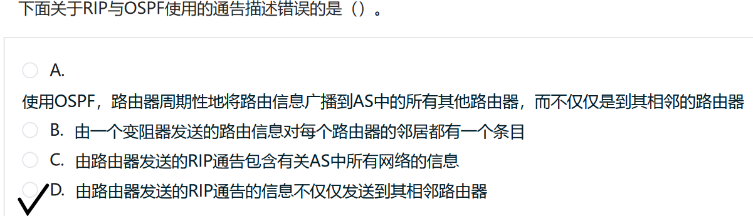 下面关于RIP与OSPF使用的通告描述错误的是（）。
A.
使用OSPF，路由器周期性地将路由信息广播到AS中的所有其他路由器，而不仅仅是到其相邻的路由器
B. 由一个变阻器发送的路由信息对每个路由器的邻居都有一个条目
C. 由路由器发送的RIP通告包含有关AS中所有网络的信息
D. 由路由器发送的RIP通告的信息不仅仅发送到其相邻路由器